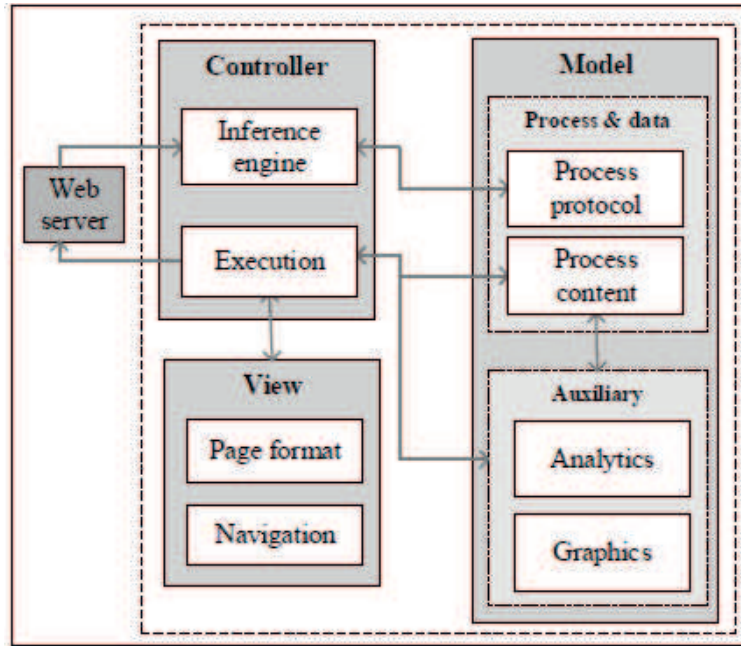 Controller
Inference
engine
Execution
Web
server
View
Page format
Navigation
Model
Process & data
Process
protocol
Process
content
Auxiliary
Analytics
Graphics